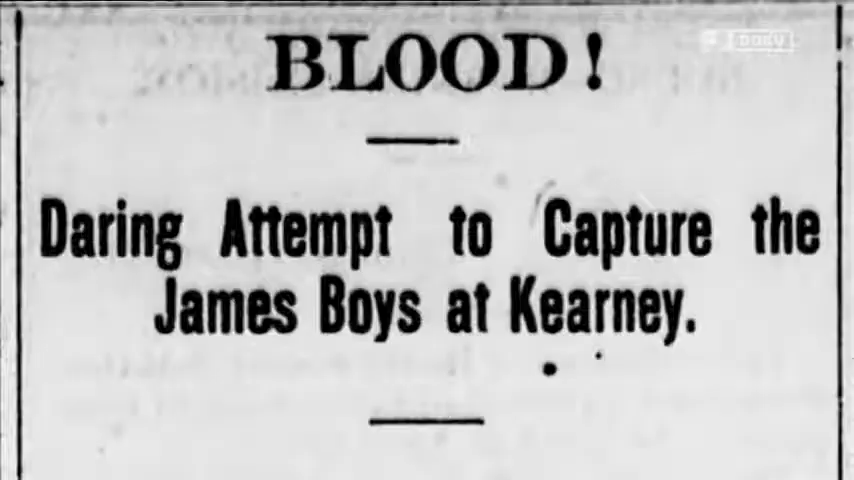 BLOOD!
Daring Attempt to Capture the
James Boys at Kearney.